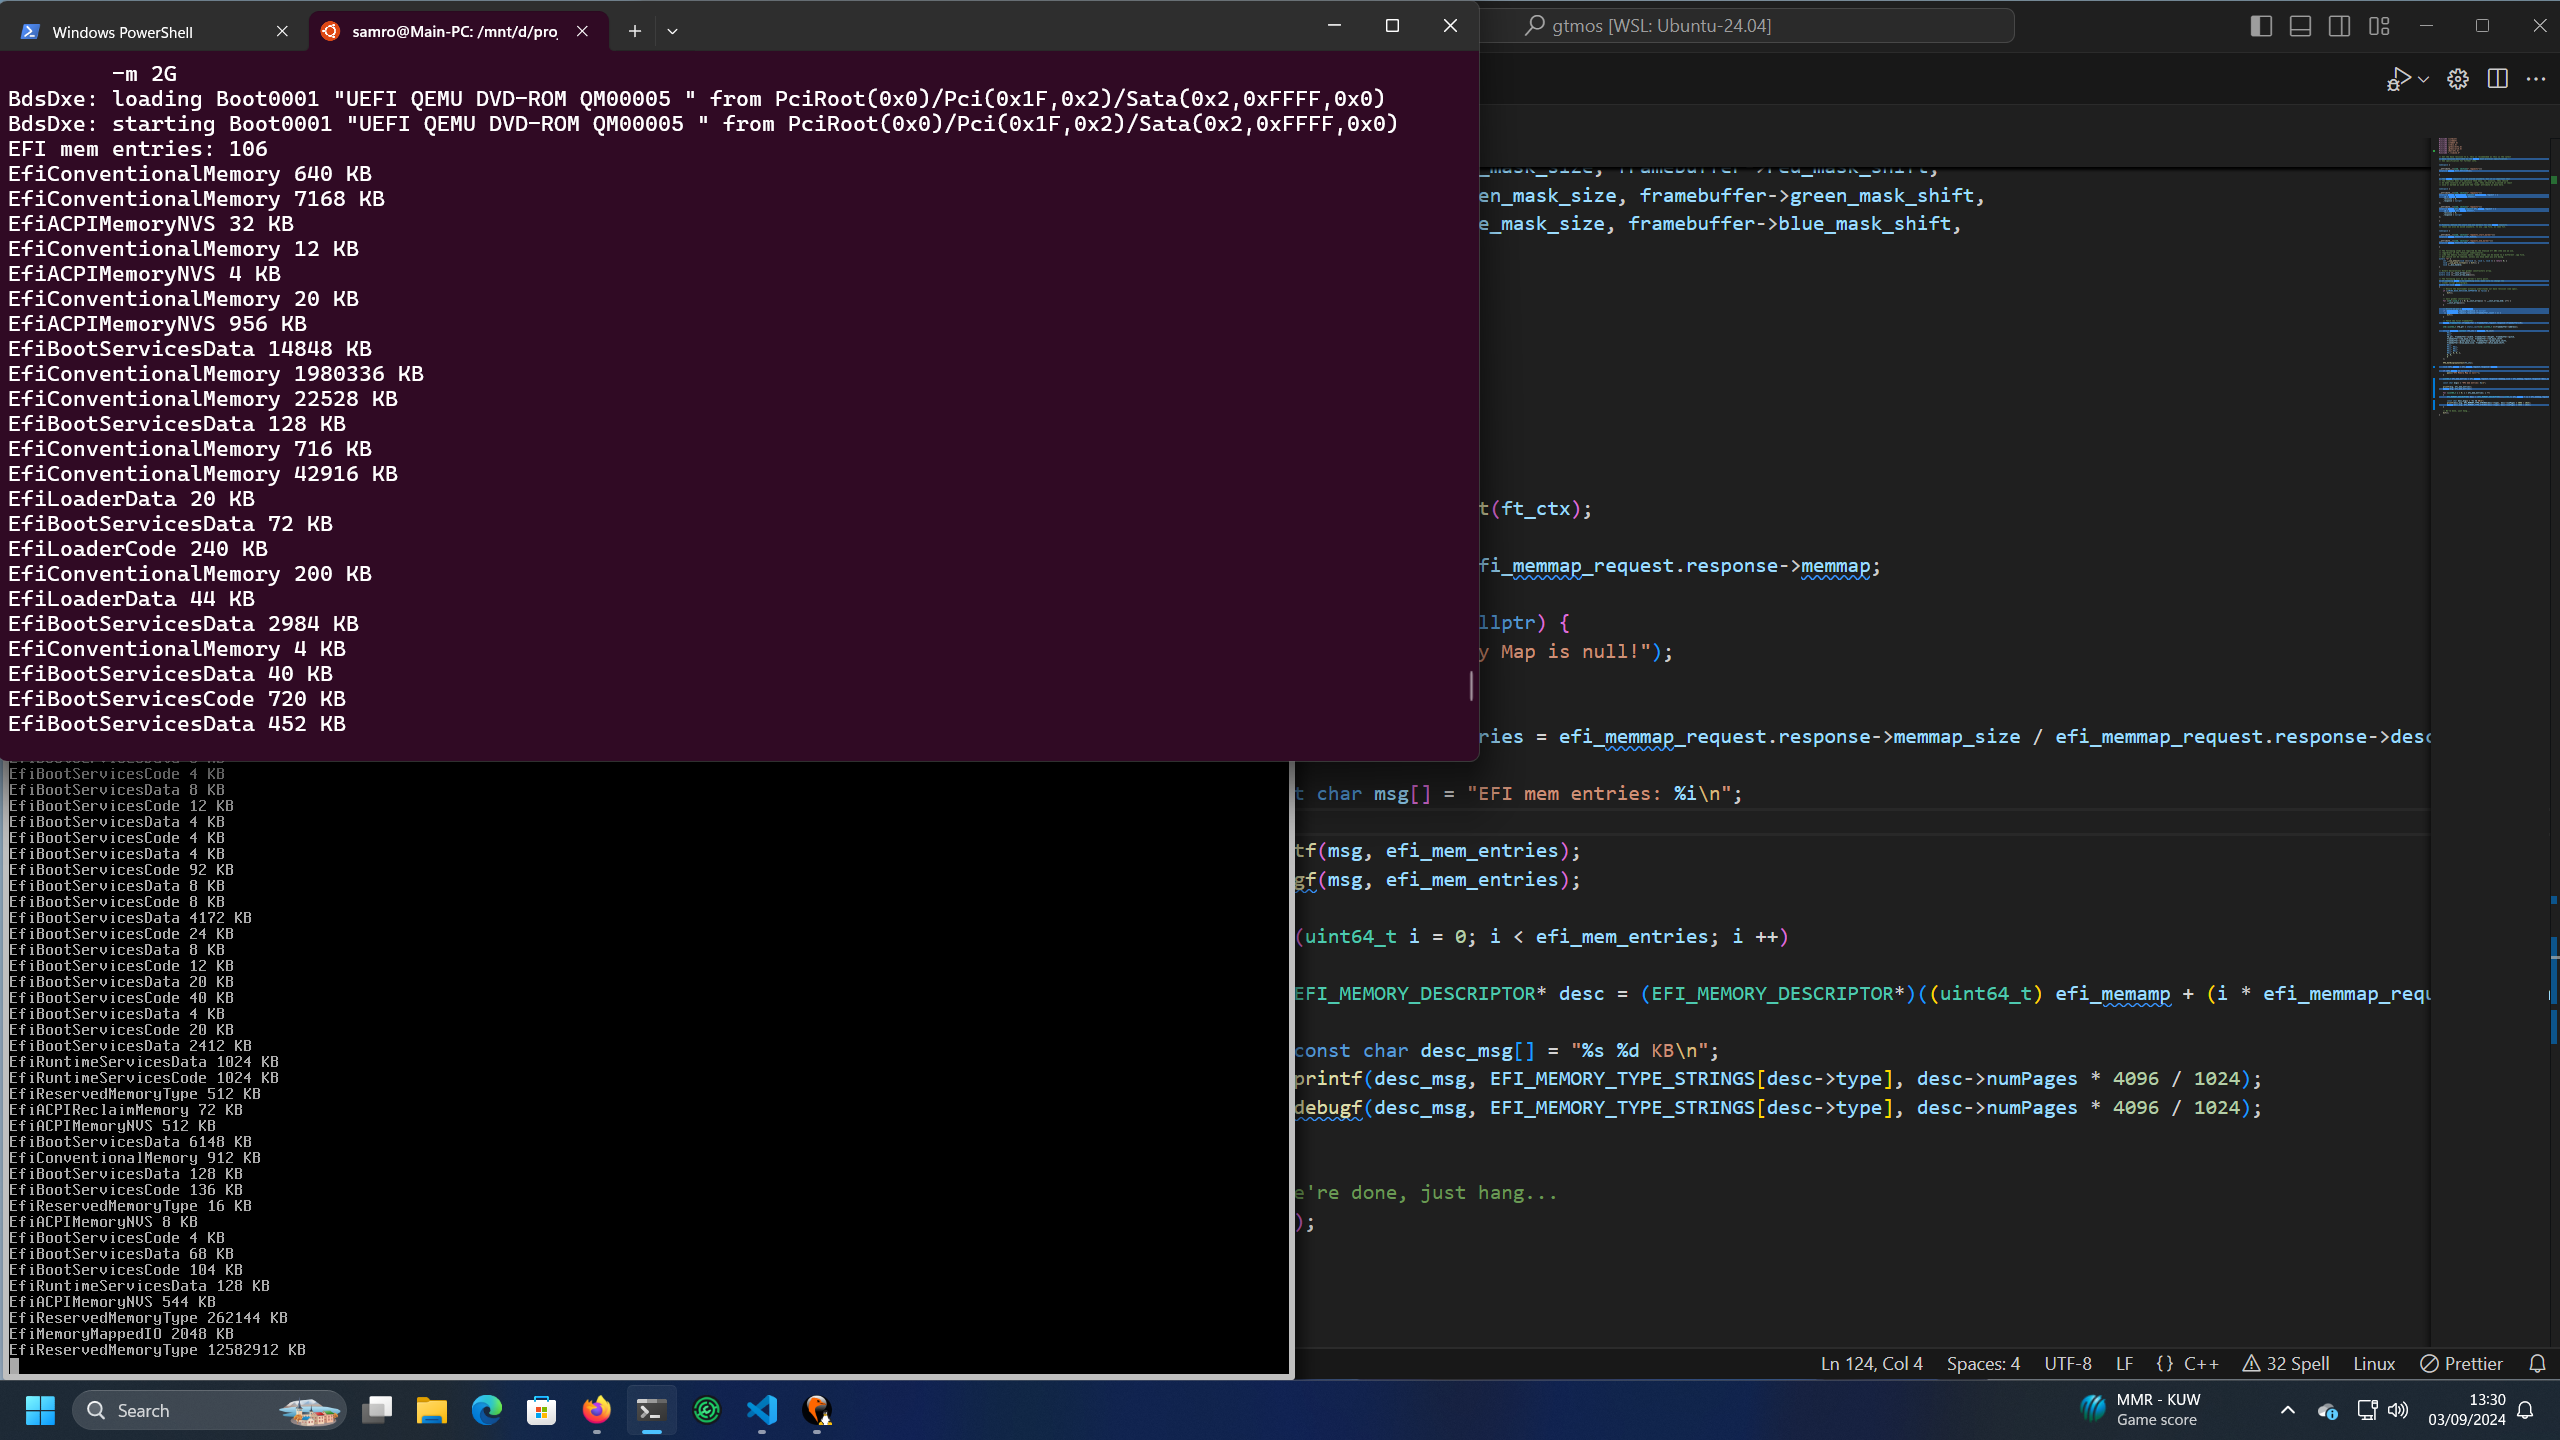 Windows PowerShell
samro@Main-PC: /mnt/d/proj
-m 2G
BdsDxe: loading Boot0001 "UEFI QEMU DVD-ROM QM00005 " from PciRoot(0x0)/Pci(0x1F,0x2)/Sata(0x2,0xFFFF,0x0)
BdsDxe: starting Boot0001 "UEFI QEMU DVD-ROM QM00005 " from PciRoot(0x0)/Pci(0x1F,0x2)/Sata(0x2,0xFFFF,0x0)
EFI mem entries: 106
EfiConventionalMemory 640 KB
EfiConventionalMemory 7168 KB
EfiACPIMemoryNVS 32 KB
EfiConventionalMemory 12 KB
EfiACPIMemoryNVS 4 KB
EfiConventionalMemory 20 KB
EfiACPIMemoryNVS 956 KB
EfiBootServicesData 14848 KB
EfiConventionalMemory 1980336 KB
EfiConventionalMemory 22528 KB
EfiBootServicesData 128 KB
EfiConventionalMemory 716 KB
EfiConventionalMemory 42916 KB
EfiLoaderData 20 KB
EfiBootServicesData 72 KB
EfiLoaderCode 240 KB
EfiConventionalMemory 200 KB
EfiLoaderData 44 KB
EfiBootServicesData 2984 KB
EfiConventionalMemory 4 KB
EfiBootServicesData 40 KB
EfiBootServicesCode 720 KB
EfiBootServicesData 452 KB
EfiBootServicesCode 4 KB
EfiBootServicesData 8 KB
EfiBootServicesCode 12 KB
EfiBootServicesData 4 KB
EfiBootServicesCode 4 KB
EfiBootServicesData 4 KB
EfiBootServicesCode 92 KB
EfiBootServicesData 8 KB
EfiBootServicesCode 8 KB
EfiBootServicesData 4172 KB
EfiBootServicesCode 24 KB
EfiBootServicesData 8 KB
EfiBootServicesCode 12 KB
EfiBootServicesData 20 KB
EfiBootServicesCode 40 KB
EfiBootServicesData 4 KB
EfiBootServicesCode 20 KB
EfiBootServicesData 2412 KB
EfiRuntimeServicesData 1024 KB
EfiRuntimeServicesCode 1024 KB
EfiReservedMemoryType 512 KB
EfiACPIReclaimMemory 72 KB
EfiACPIMemoryNVS 512 KB
EfiBootServicesData 6148 KB
EfiConventionalMemory 912 KB
EfiBootServicesData 128 KB
EfiBootServicesCode 136 KB
EfiReservedMemoryType 16 KB
EfiACPIMemoryNVS 8 KB
EfiBootServicesCode 4 KB
EfiBootServicesData 68 KB
EfiBootServicesCode 104 KB
EfiRuntimeServicesData 128 KB
EfiACPIMemoryNVS 544 KB
EfiReservedMemoryType 262144 KB
EfiMemoryMappedIO 2048 KB
EfiReservedMemoryType 12582912 KB
gtmos [WSL: Ubuntu-24.04]
_mask_size, framebuffer->red_mask_shift,
en_mask_size, framebuffer->green_mask_shift,
e_mask_size, framebuffer->blue_mask_shift,
t(ft_ctx);
fi_memmap_request.response->memmap;
llptr) {
y Map is null!");
ries = efi_memmap_request.response->memmap_size / efi_memmap_request.response->desc
t char msg[] = "EFI mem entries: %i\n";
tf(msg, efi_mem_entries);
gf(msg, efi_mem_entries);
(uint64_t i = 0; i < efi_mem_entries; i ++)
EFI_MEMORY_DESCRIPTOR* desc = (EFI_MEMORY_DESCRIPTOR*)((uint64_t) efi_memamp + (i * efi_memmap_requ
const char desc_msg[] = "%s %d KB\n";
printf(desc_msg, EFI_MEMORY_TYPE_STRINGS[desc->type], desc->numPages * 4096 / 1024);
debugf(desc_msg, EFI_MEMORY_TYPE_STRINGS[desc->type], desc->numPages * 4096 / 1024);
e're done, just hang...
);
Ln 124, Col 4 Spaces: 4 UTF-8 LF {} C++ 32 Spell Linux Prettier
Search
MMR - KUW
Game score
13:30
03/09/2024